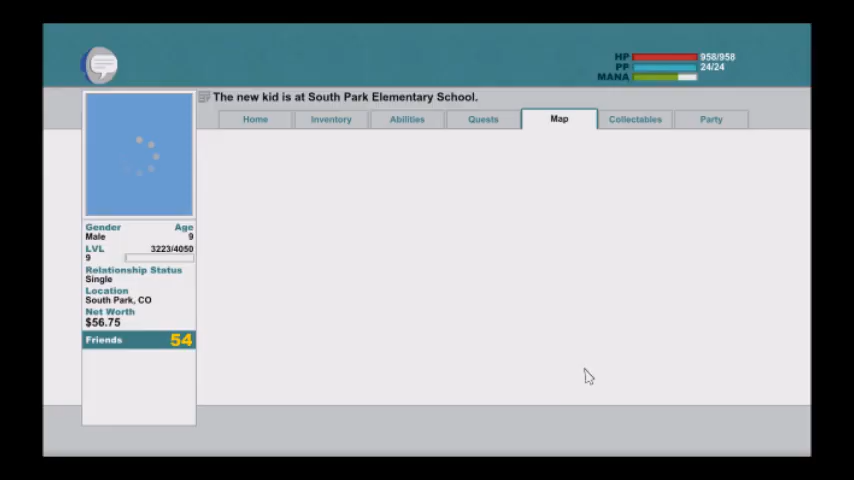 HP 958/958
PP 24/24
MANA
The new kid is at South Park Elementary School.
Home Inventory Abilities Quests Map Collectables Party
Gender Age
Male 9
LVL 3223/4050
9
Relationship Status
Single
Location
South Park, CO
Net Worth
$56.75
Friends 54